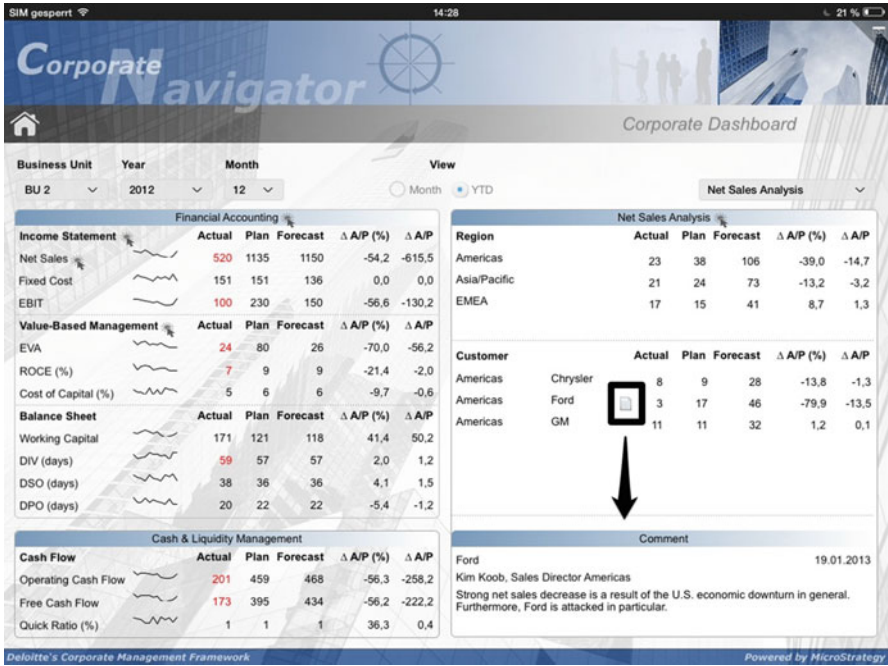 SIM gesperrt 14:28 21 %
Corporate
Navigator
Corporate Dashboard
Business Unit Year Month View
BU 2 2012 12 Month YTD Net Sales Analysis
Financial Accounting
Income Statement Actual Plan Forecast Δ A/P (%) Δ A/P
Net Sales 520 1135 1150 -54,2 -615,5
Fixed Cost 151 151 136 0,0 0,0
EBIT 100 230 150 -56,6 -130,2
Value-Based Management Actual Plan Forecast Δ A/P (%) Δ A/P
EVA 24 80 26 -70,0 -56,2
ROCE (%) 7 9 9 -21,4 -2,0
Cost of Capital (%) 5 6 6 -9,7 -0,6
Balance Sheet Actual Plan Forecast Δ A/P (%) Δ A/P
Working Capital 171 121 118 41,4 50,2
DIV (days) 59 57 57 2,0 1,2
DSO (days) 38 36 36 4,1 1,5
DPO (days) 20 22 22 -5,4 -1,2
Cash & Liquidity Management
Cash Flow Actual Plan Forecast Δ A/P (%) Δ A/P
Operating Cash Flow 201 459 468 -56,3 -258,2
Free Cash Flow 173 395 434 -56,2 -222,2
Quick Ratio (%) 1 1 1 36,3 0,4
Net Sales Analysis
Region Actual Plan Forecast Δ A/P (%) Δ A/P
Americas 23 38 106 -39,0 -14,7
Asia/Pacific 21 24 73 -13,2 -3,2
EMEA 17 15 41 8,7 1,3
Customer Actual Plan Forecast Δ A/P (%) Δ A/P
Americas Chrysler 8 9 28 -13,8 -1,3
Americas Ford 3 17 46 -79,9 -13,5
Americas GM 11 11 32 1,2 0,1
Comment
Ford 19.01.2013
Kim Koob, Sales Director Americas
Strong net sales decrease is a result of the U.S. economic downturn in general.
Furthermore, Ford is attacked in particular.
Deloitte's Corporate Management Framework Powered by MicroStrategy